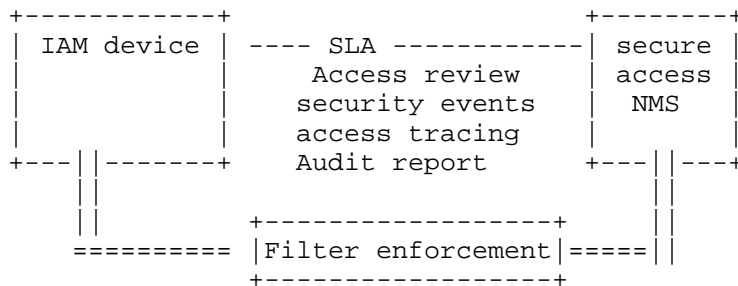 IAM device ---- SLA ------------ secure
Access review access
security events NMS
access tracing
Audit report
Filter enforcement